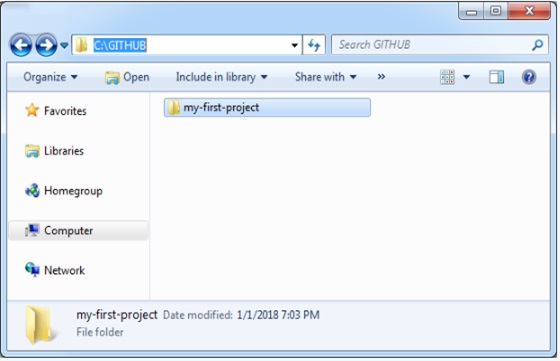 C:\GITHUB
Search GITHUB
Organize
Open
Include in library
Share with
»
Favorites
my-first-project
Libraries
Homegroup
Computer
Network
my-first-project Date modified: 1/1/2018 7:03 PM
File folder